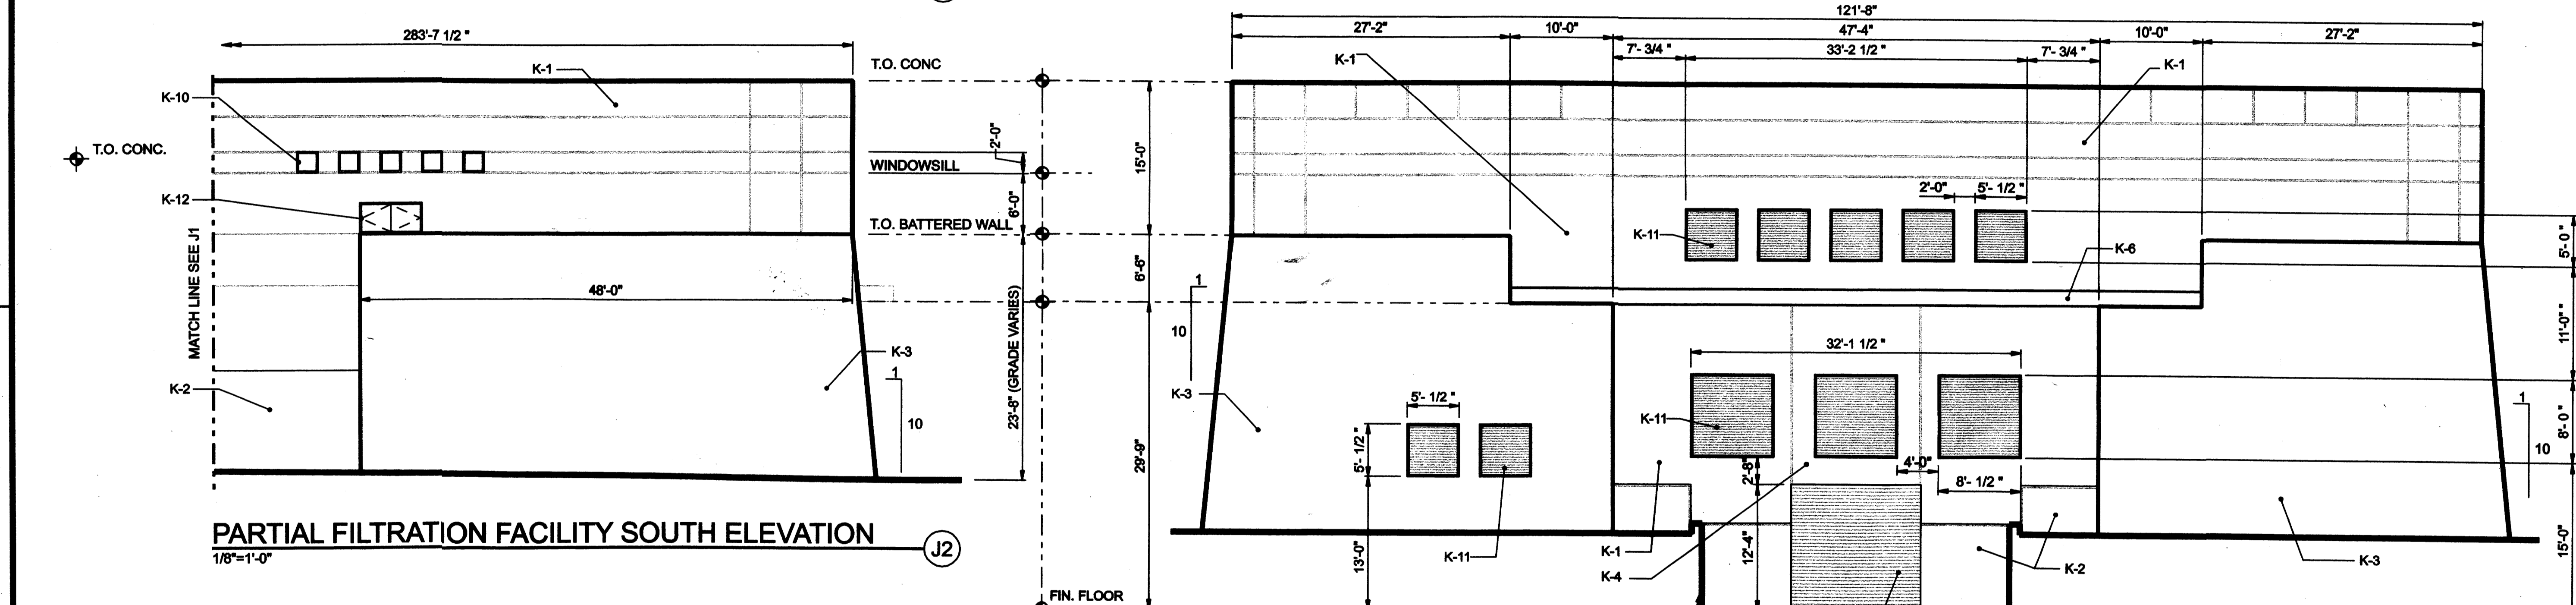 283'-7 1/2 "
K-1
K-10
T.O. CONC.
K-12
MATCH LINE SEE J1
K-2
48'-0"
K-3
1
10
T.O. CONC
WINDOWSILL
T.O. BATTERED WALL
2'-0"
6'-0"
23'-8" (GRADE VARIES)
PARTIAL FILTRATION FACILITY SOUTH ELEVATION
J2
1/8"=1'-0"
FIN. FLOOR
15'-0"
6'-6"
29'-9"
121'-8"
27'-2"
10'-0"
47'-4"
10'-0"
27'-2"
7'- 3/4 "
33'-2 1/2 "
7'- 3/4 "
K-1
K-1
2'-0"
5'- 1/2 "
K-11
K-6
1
10
K-3
32'-1 1/2 "
5'- 1/2 "
5'- 1/2 "
K-11
K-11
13'-0"
2'-8"
4'-0"
8'- 1/2 "
12'-4"
K-1
K-4
K-2
K-3
1
10
5'- 0 "
11'-0"
8'- 0 "
15'-0"